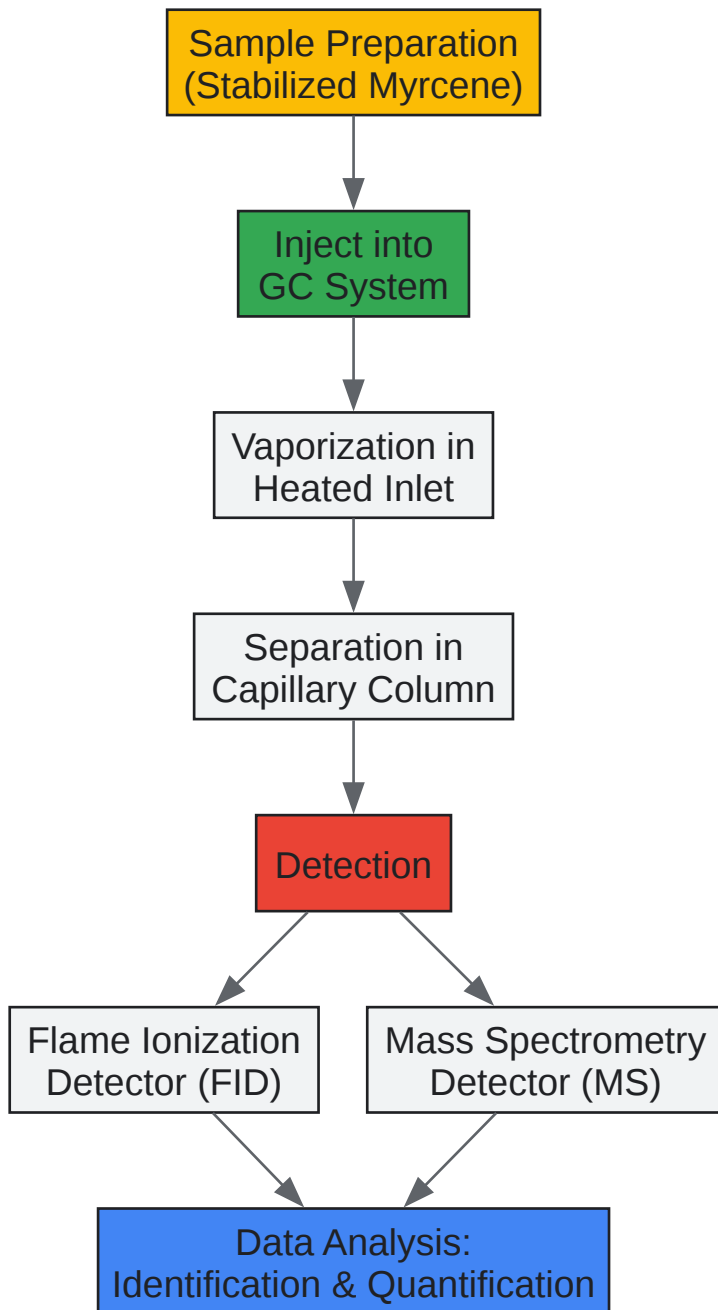 Sample Preparation
(Stabilized Myrcene)
Inject into
GC System
Vaporization in
Heated Inlet
Separation in
Capillary Column
Detection
Flame Ionization
Detector (FID)
Mass Spectrometry
Detector (MS)
Data Analysis:
Identification & Quantification